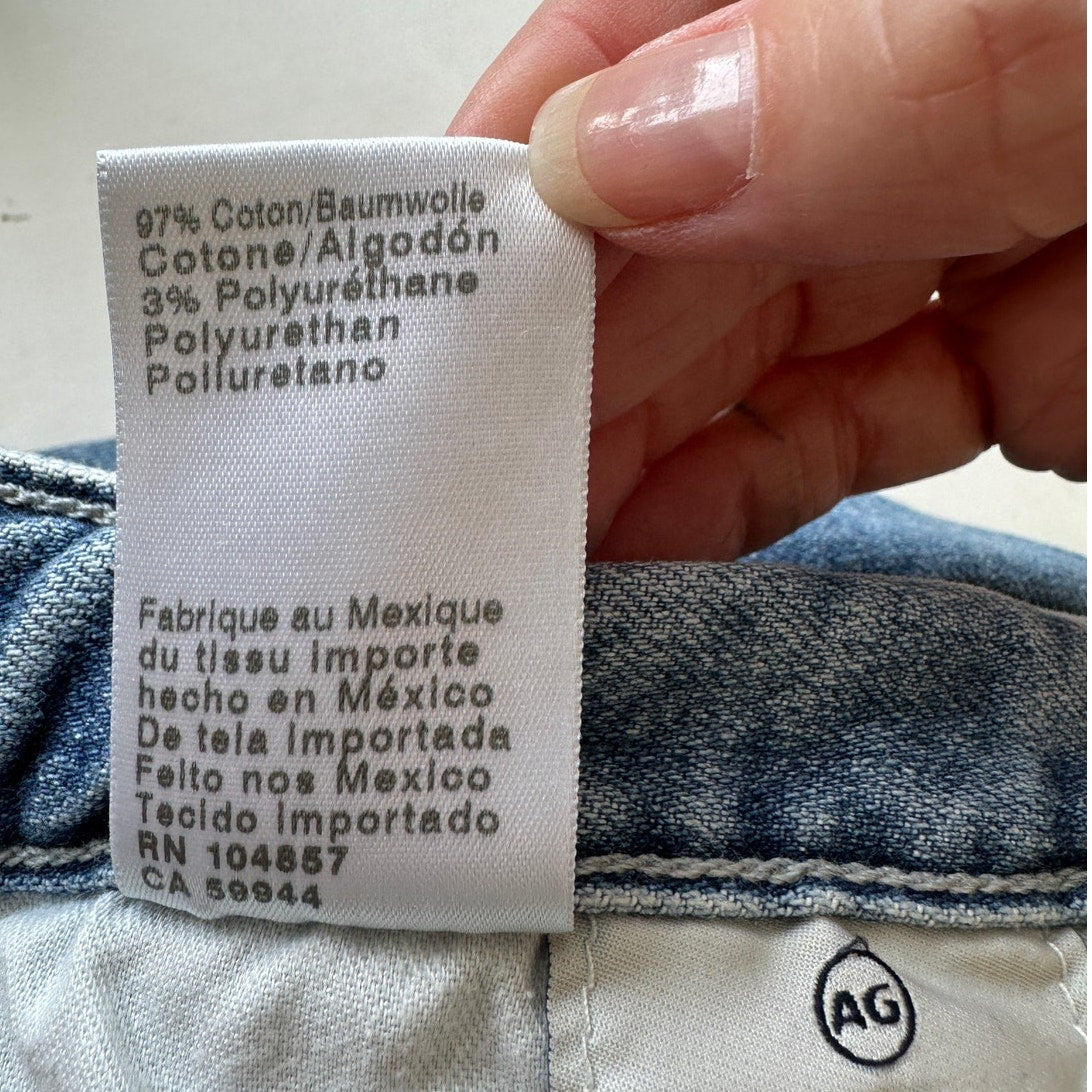 97% Coton/Baumwolle
Cotone/Algodón
3% Polyuréthane
Polyurethan
Poliuretano
Fabrique au Mexique
du tissu Importe
hecho en México
De tela Importada
Feito nos Mexico
Tecido Importado
RN 104857
CA 59944
AG